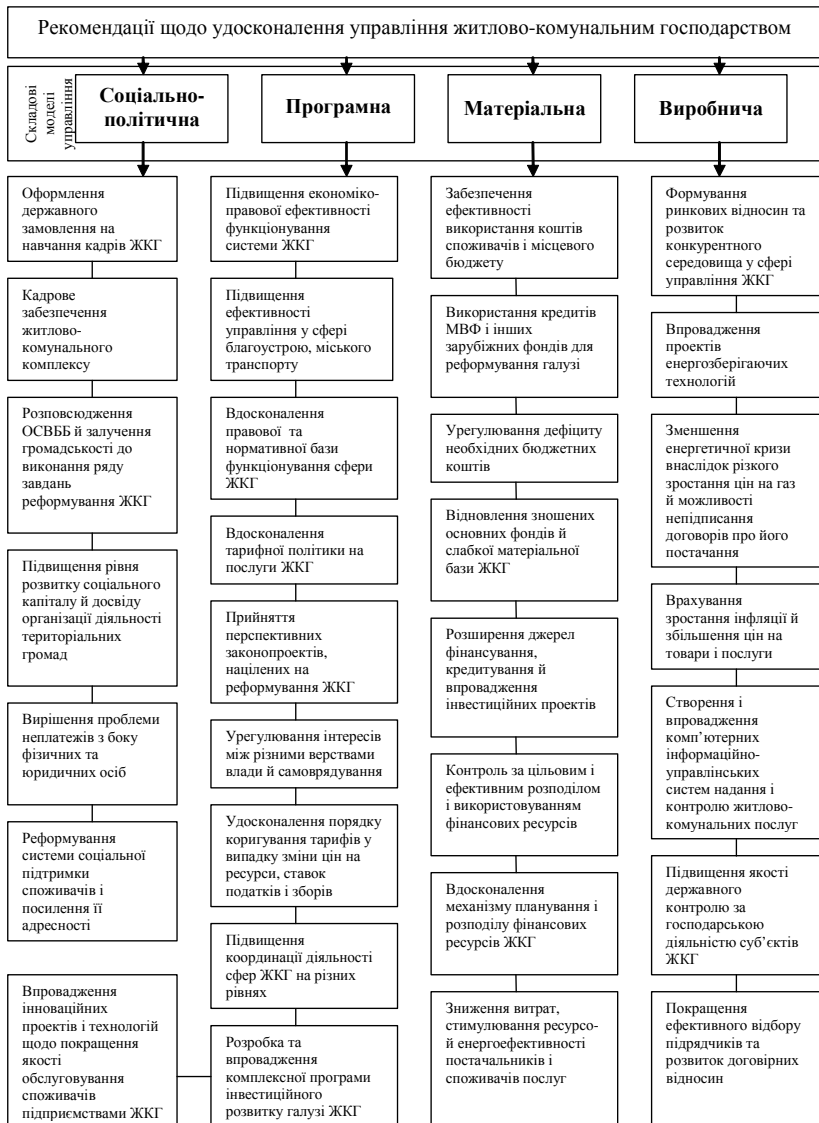 Рекомендації щодо удосконалення управління житлово-комунальним господарством
Складові
моделі
управління
Соціально-
політична
Програмна
Матеріальна
Виробнича
Оформлення
державного
замовлення на
навчання кадрів ЖКГ
Кадрове
забезпечення
житлово-
комунального
комплексу
Розповсюдження
ОСВББ й залучення
громадськості до
виконання ряду
завдань
реформування ЖКГ
Підвищення рівня
розвитку соціального
капіталу й досвіду
організації діяльності
територіальних
громад
Вирішення проблеми
неплатежів з боку
фізичних та
юридичних осіб
Реформування
системи соціальної
підтримки
споживачів і
посилення її
адресності
Впровадження
інноваційних
проектів і технологій
щодо покращення
якості
обслуговування
споживачів
підприємствами ЖКГ
Підвищення економіко-
правової ефективності
функціонування
системи ЖКГ
Підвищення
ефективності
управління у сфері
благоустрою, міського
транспорту
Вдосконалення
правової та
нормативної бази
функціонування сфери
ЖКГ
Вдосконалення
тарифної політики на
послуги ЖКГ
Прийняття
перспективних
законопроектів,
націлених на
реформування ЖКГ
Урегулювання інтересів
між різними верствами
влади й самоврядування
Удосконалення порядку
коригування тарифів у
випадку зміни цін на
ресурси, ставок
податків і зборів
Підвищення
координації діяльності
сфер ЖКГ на різних
рівнях
Розробка та
впровадження
комплексної програми
інвестиційного
розвитку галузі ЖКГ
Забезпечення
ефективності
використання коштів
споживачів і місцевого
бюджету
Використання кредитів
МВФ і інших
зарубіжних фондів для
реформування галузі
Урегулювання дефіциту
необхідних бюджетних
коштів
Відновлення зношених
основних фондів й
слабкої матеріальної
бази ЖКГ
Розширення джерел
фінансування,
кредитування й
впровадження
інвестиційних проектів
Контроль за цільовим і
ефективним розподілом
і використовуванням
фінансових ресурсів
Вдосконалення
механізму планування і
розподілу фінансових
ресурсів ЖКГ
Зниження витрат,
стимулювання ресурсо-
й енергоефективності
постачальників і
споживачів послуг
Формування
ринкових відносин та
розвиток
конкурентного
середовища у сфері
управління ЖКГ
Впровадження
проектів
енергозберігаючих
технологій
Зменшення
енергетичної кризи
внаслідок різкого
зростання цін на газ
й можливості
непідписання
договорів про його
постачання
Врахування
зростання інфляції й
збільшення цін на
товари і послуги
Створення і
впровадження
комп’ютерних
інформаційно-
управлінських
систем надання і
контролю житлово-
комунальних послуг
Підвищення якості
державного
контролю за
господарською
діяльністю суб’єктів
ЖКГ
Покращення
ефективного відбору
підрядчиків та
розвиток договірних
відносин